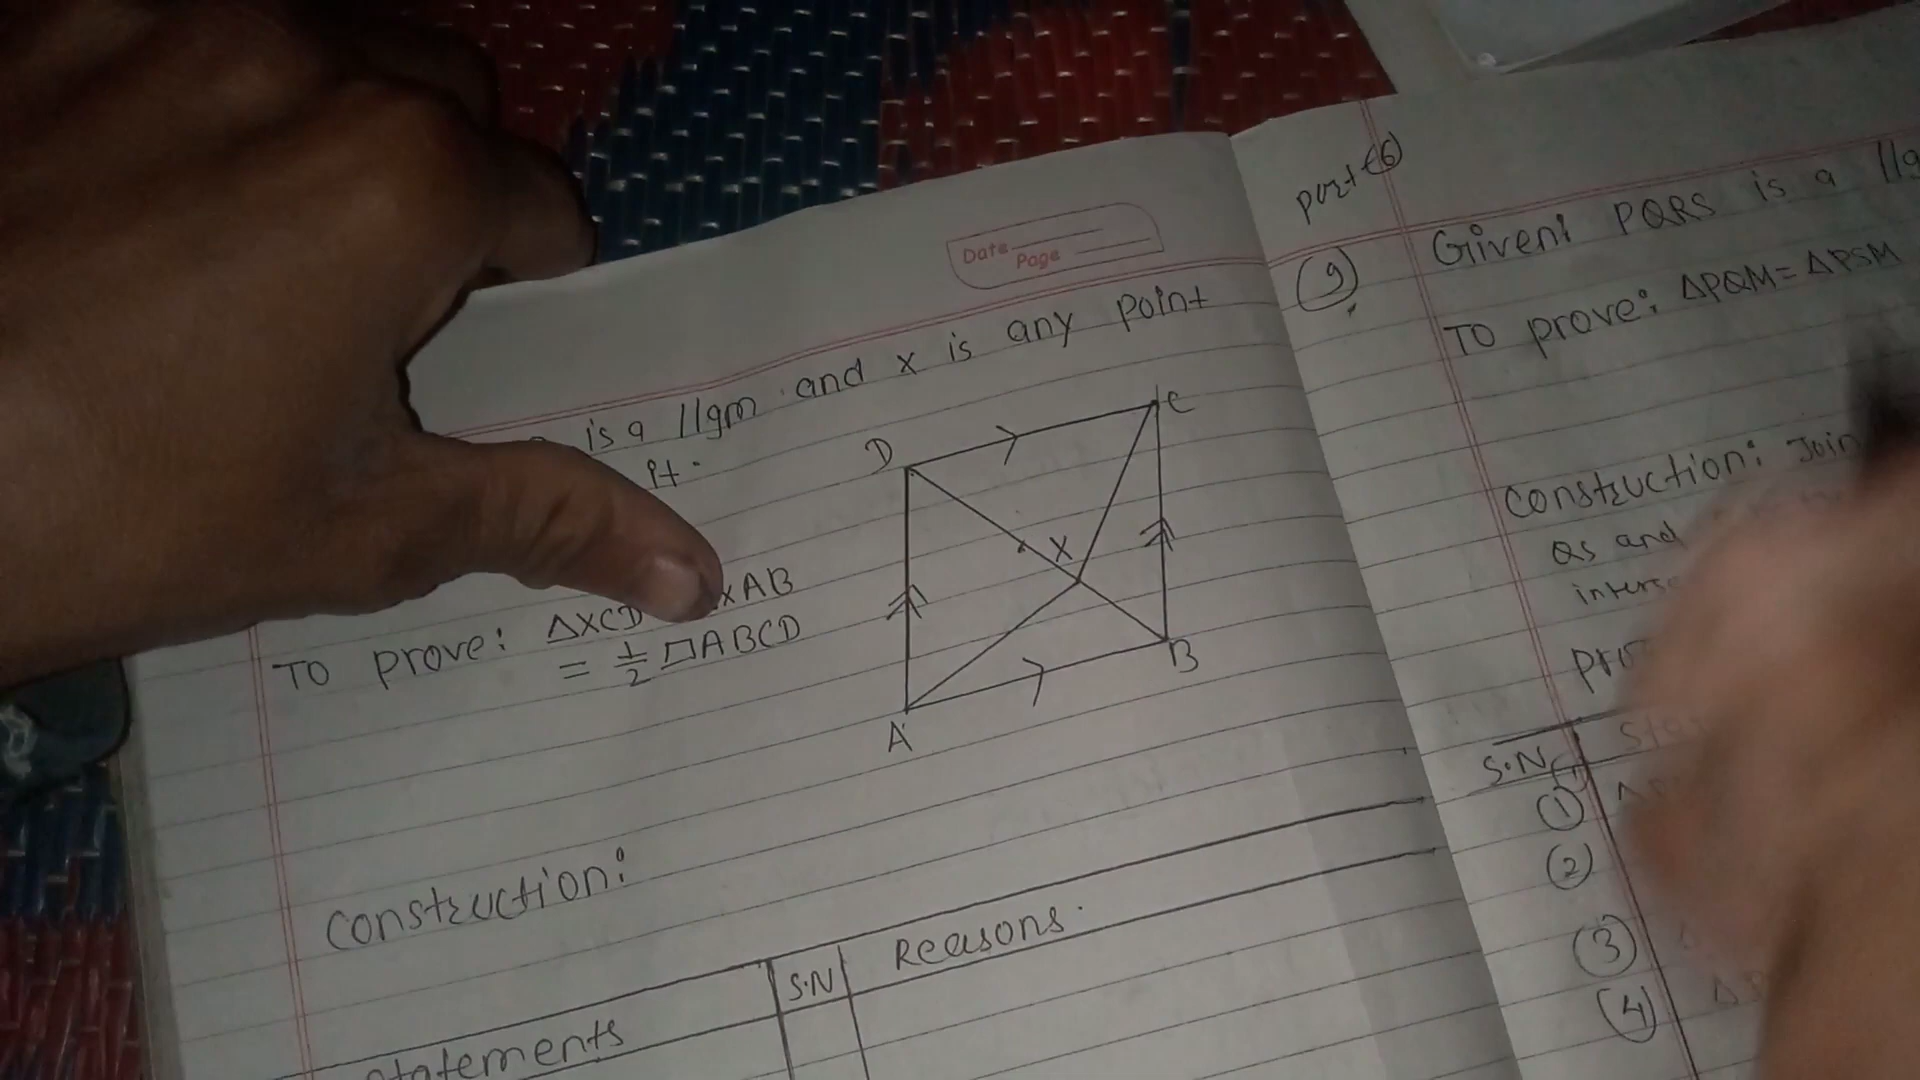 Date
Page
is a //gm and x is any point
it.
D
C
X
A
B
To prove: ΔXCD XAB
= 1/2 ▱ABCD
Construction:
Statements S.N Reasons.
part (6)
(9) Given: PQRS is a //g
To prove: ΔPQM = ΔPSM
Construction: Join
QS and
S.N
(1)
(2)
(3)
(4)